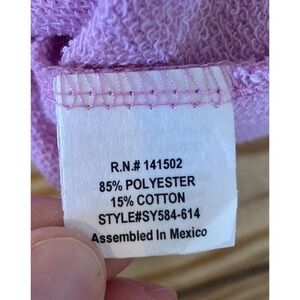 R.N.# 141502
85% POLYESTER
15% COTTON
STYLE#SY584-614
Assembled In Mexico